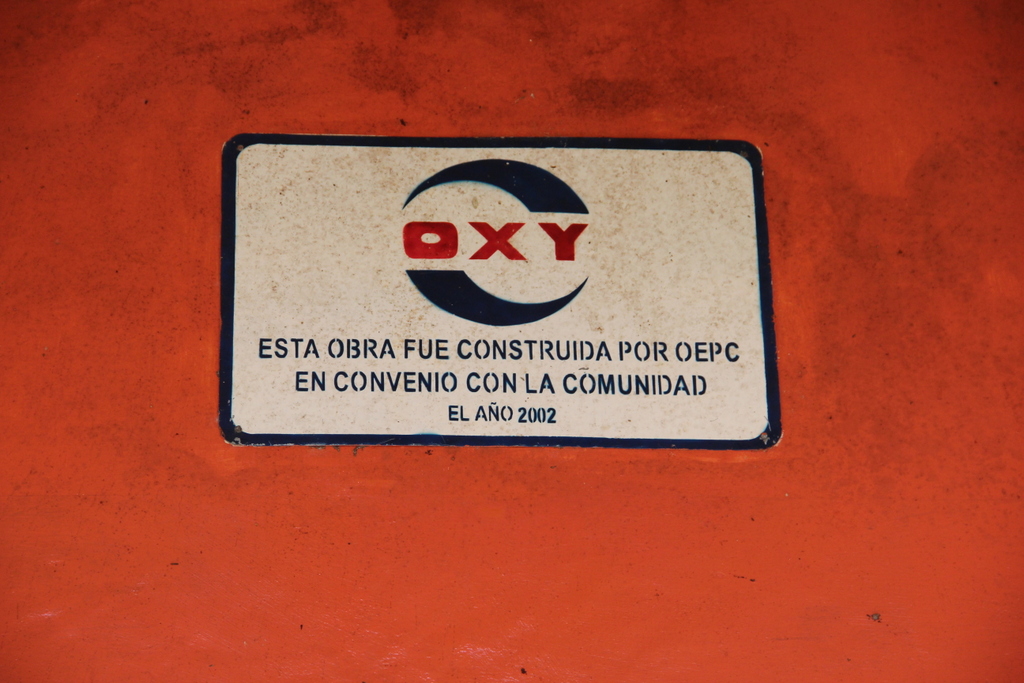 OXY
ESTA OBRA FUE CONSTRUIDA POR OEPC
EN CONVENIO CON LA COMUNIDAD
EL AÑO 2002